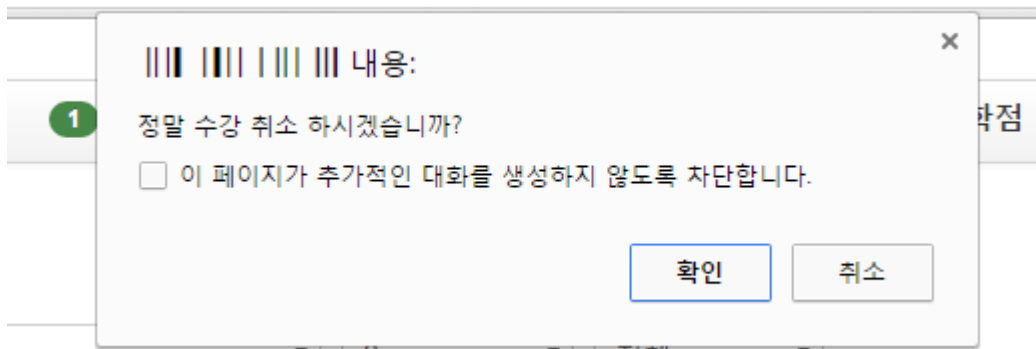 내용:
1
정말 수강 취소 하시겠습니까?
학점
이 페이지가 추가적인 대화를 생성하지 않도록 차단합니다.
확인
취소